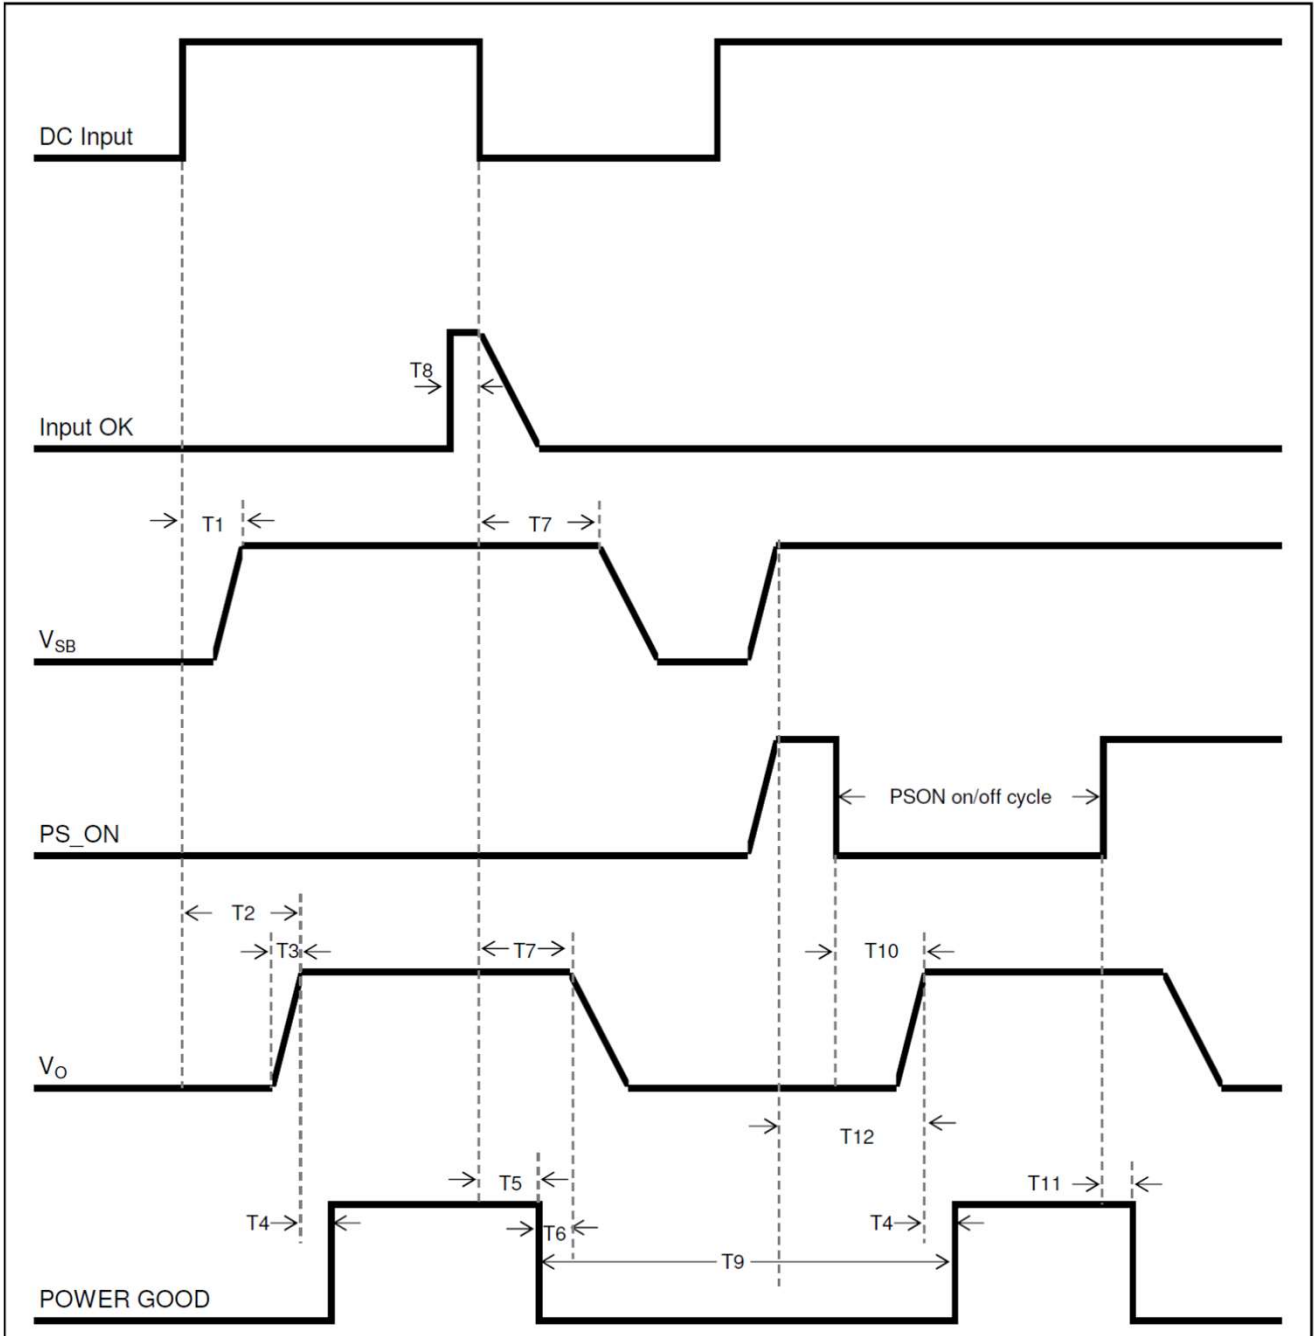 DC Input
T8
Input OK
T1
T7
VSB
PSON on/off cycle
PS_ON
T2
T3
T7
T10
VO
T12
T5
T11
T4
T6
T4
T9
POWER GOOD